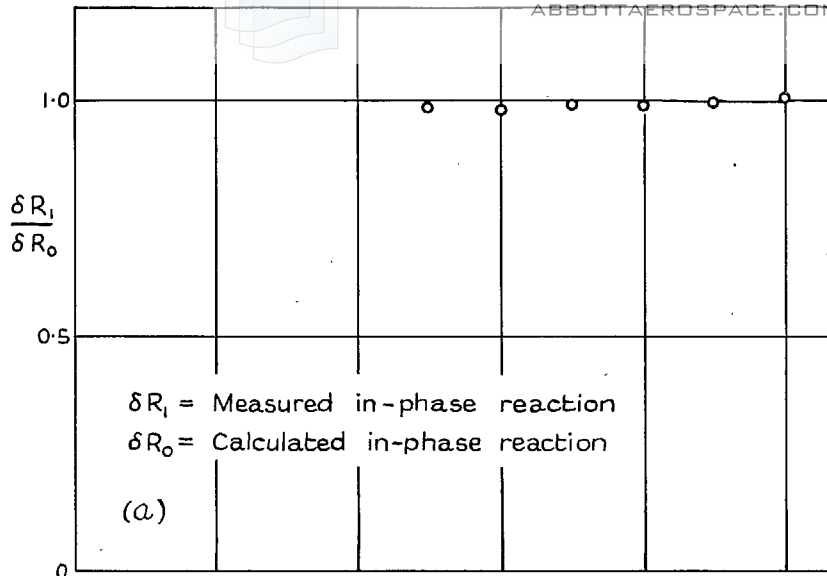 ABBOTTAEROSPACE.COM
1·0
δR₁
δR₀
0·5
δR₁ = Measured in-phase reaction
δR₀ = Calculated in-phase reaction
(a)
0